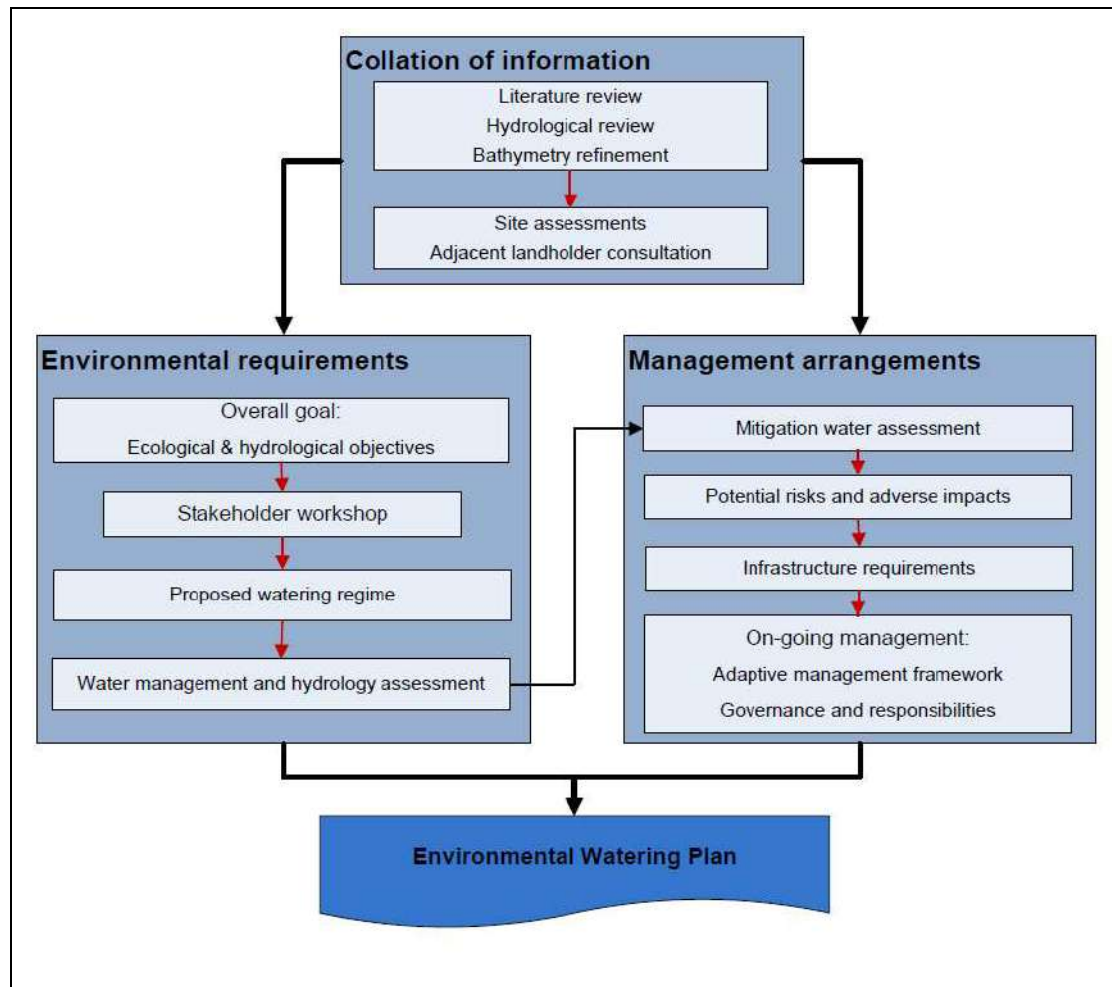 Collation of information
Literature review
Hydrological review
Bathymetry refinement
Site assessments
Adjacent landholder consultation
Environmental requirements
Overall goal:
Ecological & hydrological objectives
Stakeholder workshop
Proposed watering regime
Water management and hydrology assessment
Management arrangements
Mitigation water assessment
Potential risks and adverse impacts
Infrastructure requirements
On-going management:
Adaptive management framework
Governance and responsibilities
Environmental Watering Plan